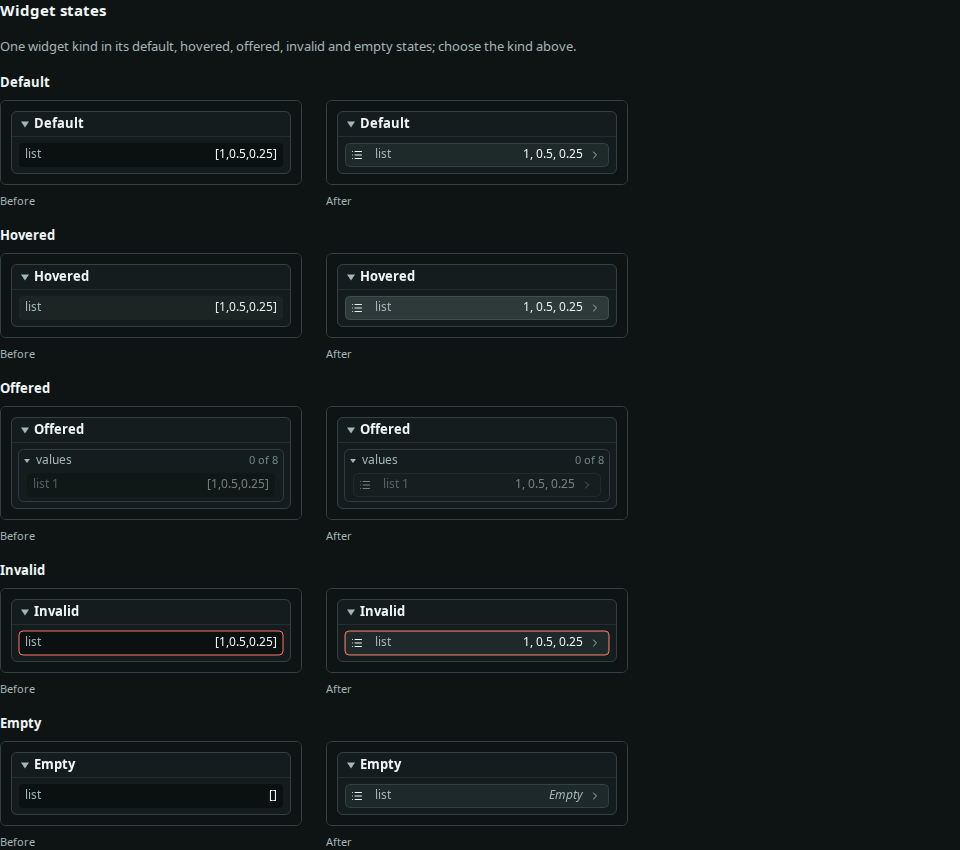 Widget states
One widget kind in its default, hovered, offered, invalid and empty states; choose the kind above.
Default
Default
list [1,0.5,0.25]
Before
Default
list 1, 0.5, 0.25
After
Hovered
Hovered
list [1,0.5,0.25]
Before
Hovered
list 1, 0.5, 0.25
After
Offered
Offered
values 0 of 8
list 1 [1,0.5,0.25]
Before
Offered
values 0 of 8
list 1 1, 0.5, 0.25
After
Invalid
Invalid
list [1,0.5,0.25]
Before
Invalid
list 1, 0.5, 0.25
After
Empty
Empty
list []
Before
Empty
list Empty
After